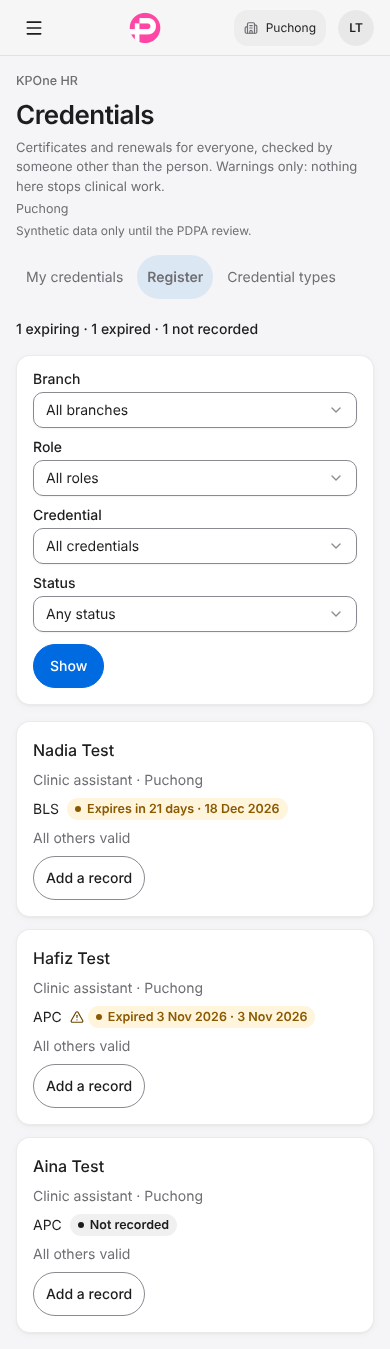 Puchong
LT
KPOne HR
Credentials
Certificates and renewals for everyone, checked by
someone other than the person. Warnings only: nothing
here stops clinical work.
Puchong
Synthetic data only until the PDPA review.
My credentials
Register
Credential types
1 expiring · 1 expired · 1 not recorded
Branch
All branches
Role
All roles
Credential
All credentials
Status
Any status
Show
Nadia Test
Clinic assistant · Puchong
BLS Expires in 21 days · 18 Dec 2026
All others valid
Add a record
Hafiz Test
Clinic assistant · Puchong
APC Expired 3 Nov 2026 · 3 Nov 2026
All others valid
Add a record
Aina Test
Clinic assistant · Puchong
APC Not recorded
All others valid
Add a record